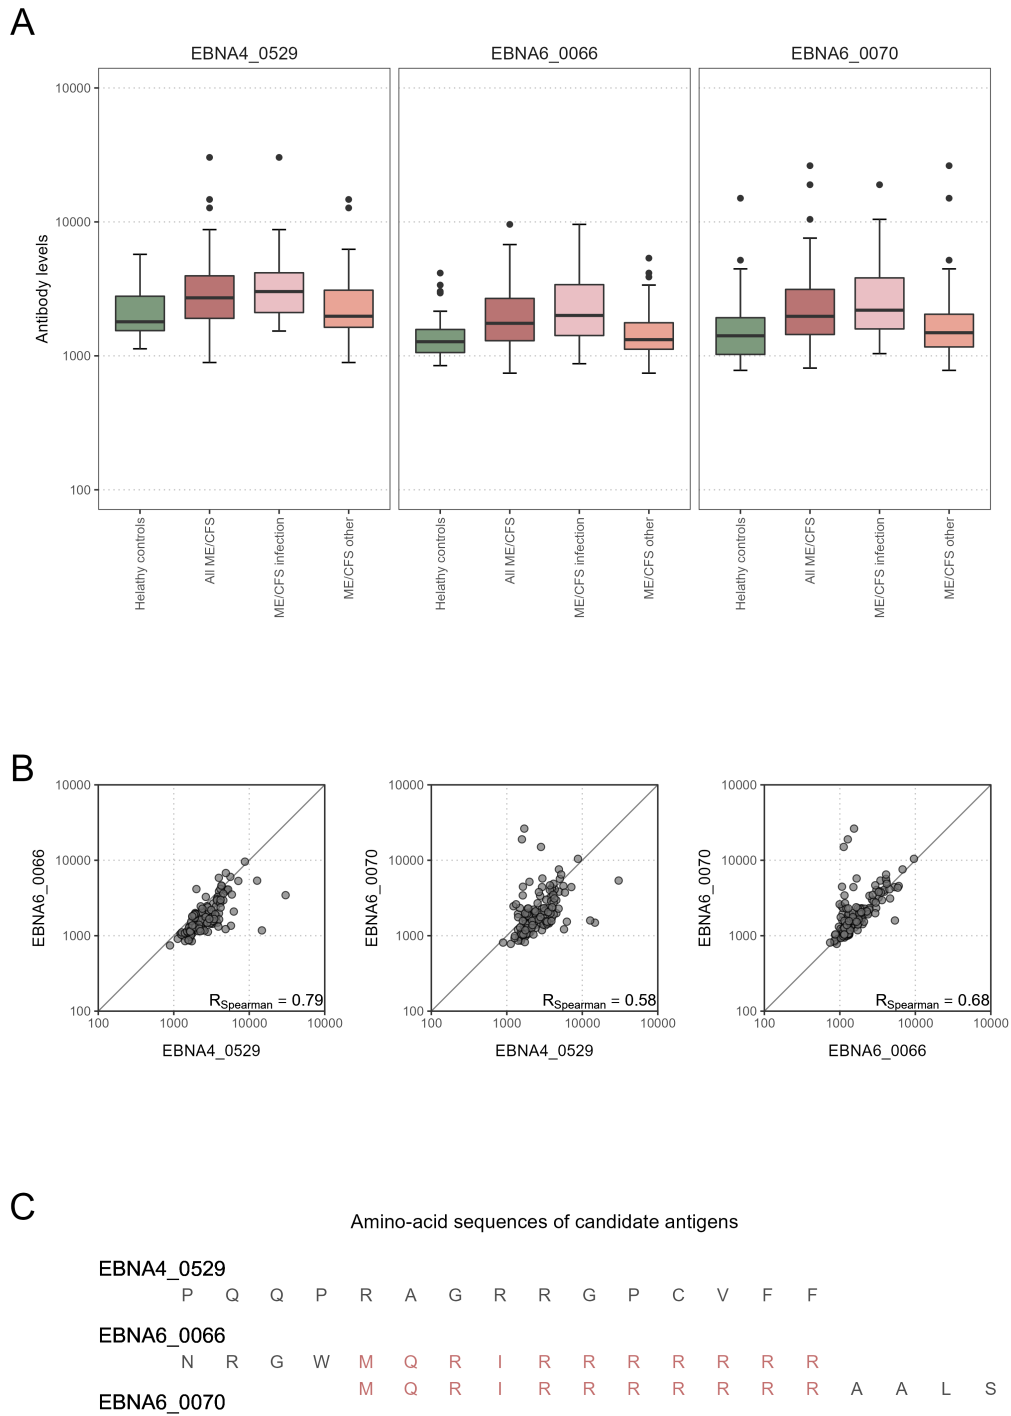 A
EBNA4_0529 EBNA6_0066 EBNA6_0070
Antibody levels
10000
10000
1000
100
Helathy controls All ME/CFS ME/CFS infection ME/CFS other Helathy controls All ME/CFS ME/CFS infection ME/CFS other Helathy controls All ME/CFS ME/CFS infection ME/CFS other
B
EBNA6_0066
10000
10000
1000
100
RSpearman = 0.79
100 1000 10000 10000
EBNA4_0529
EBNA6_0070
10000
10000
1000
100
RSpearman = 0.58
100 1000 10000 10000
EBNA4_0529
EBNA6_0070
10000
10000
1000
100
RSpearman = 0.68
100 1000 10000 10000
EBNA6_0066
C
Amino-acid sequences of candidate antigens
EBNA4_0529
P Q Q P R A G R R G P C V F F
EBNA6_0066
N R G W M Q R I R R R R R R R
M Q R I R R R R R R R A A L S
EBNA6_0070